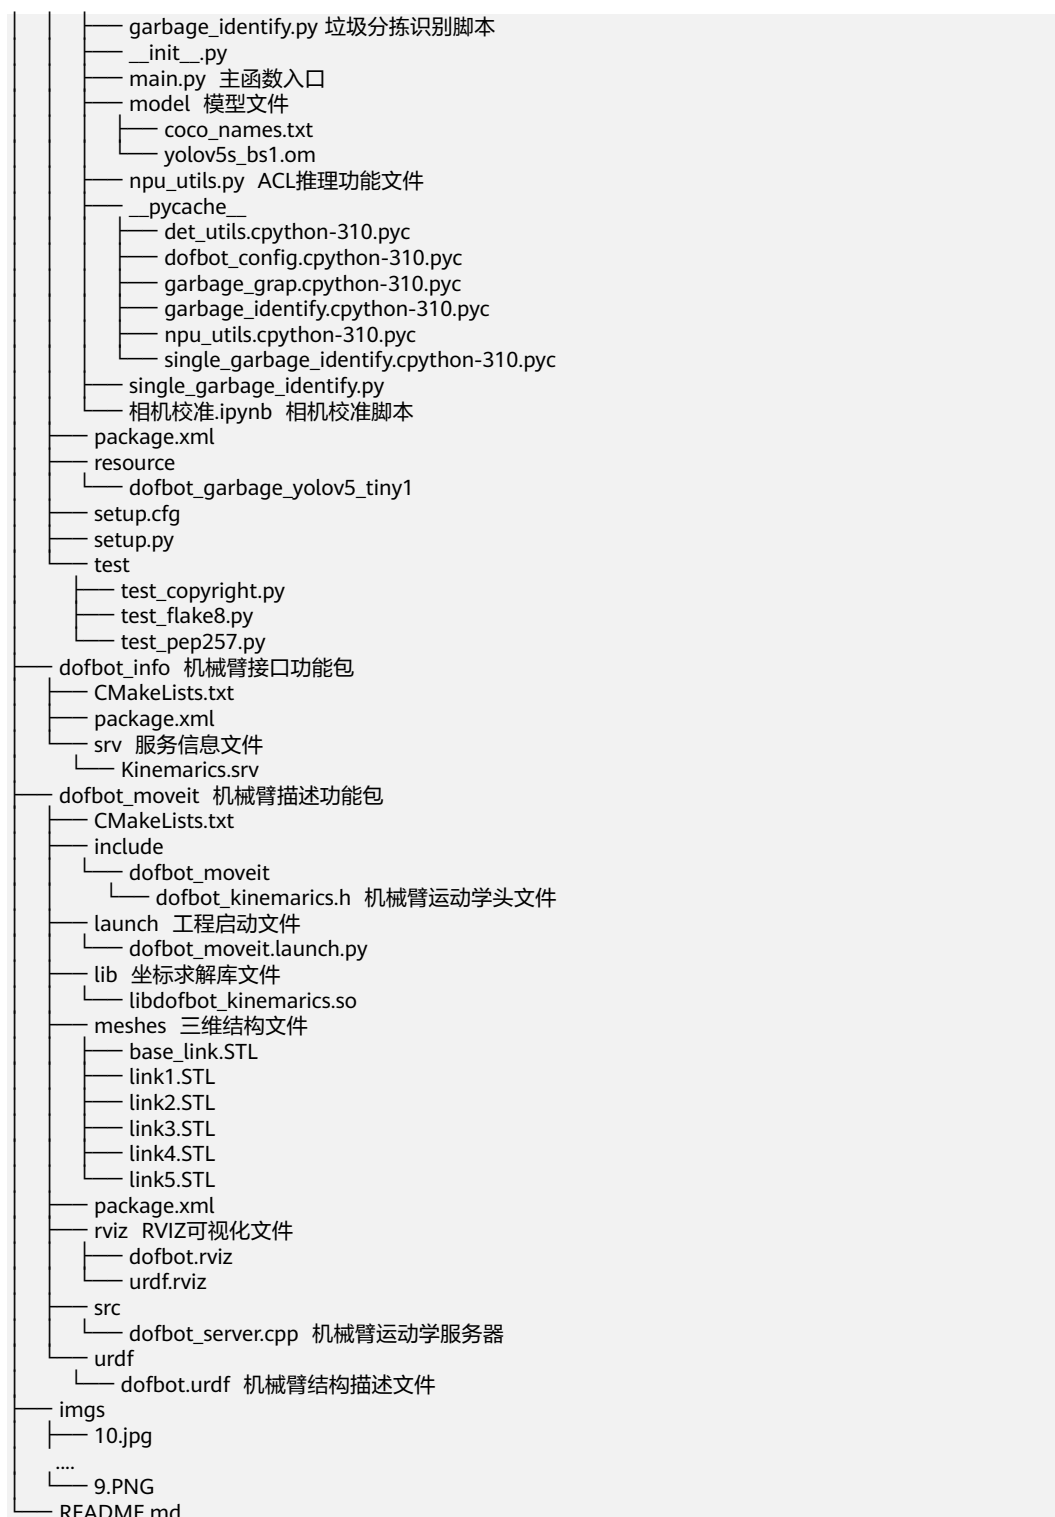 │   │   ├── garbage_identify.py 垃圾分拣识别脚本
│   │   ├── __init__.py
│   │   ├── main.py  主函数入口
│   │   ├── model  模型文件
│   │   │   ├── coco_names.txt
│   │   │   └── yolov5s_bs1.om
│   │   ├── npu_utils.py  ACL推理功能文件
│   │   ├── __pycache__
│   │   │   ├── det_utils.cpython-310.pyc
│   │   │   ├── dofbot_config.cpython-310.pyc
│   │   │   ├── garbage_grap.cpython-310.pyc
│   │   │   ├── garbage_identify.cpython-310.pyc
│   │   │   ├── npu_utils.cpython-310.pyc
│   │   │   └── single_garbage_identify.cpython-310.pyc
│   │   ├── single_garbage_identify.py
│   │   └── 相机校准.ipynb  相机校准脚本
│   ├── package.xml
│   ├── resource
│   │   └── dofbot_garbage_yolov5_tiny1
│   ├── setup.cfg
│   ├── setup.py
│   └── test
│       ├── test_copyright.py
│       ├── test_flake8.py
│       └── test_pep257.py
├── dofbot_info  机械臂接口功能包
│   ├── CMakeLists.txt
│   ├── package.xml
│   └── srv  服务信息文件
│       └── Kinemarics.srv
├── dofbot_moveit  机械臂描述功能包
│   ├── CMakeLists.txt
│   ├── include
│   │   └── dofbot_moveit
│   │       └── dofbot_kinemarics.h  机械臂运动学头文件
│   ├── launch  工程启动文件
│   │   └── dofbot_moveit.launch.py
│   ├── lib  坐标求解库文件
│   │   └── libdofbot_kinemarics.so
│   ├── meshes  三维结构文件
│   │   ├── base_link.STL
│   │   ├── link1.STL
│   │   ├── link2.STL
│   │   ├── link3.STL
│   │   ├── link4.STL
│   │   └── link5.STL
│   ├── package.xml
│   ├── rviz  RVIZ可视化文件
│   │   ├── dofbot.rviz
│   │   └── urdf.rviz
│   ├── src
│   │   └── dofbot_server.cpp  机械臂运动学服务器
│   └── urdf
│       └── dofbot.urdf  机械臂结构描述文件
├── imgs
│   ├── 10.jpg
│    ....
│   └── 9.PNG
└── README.md